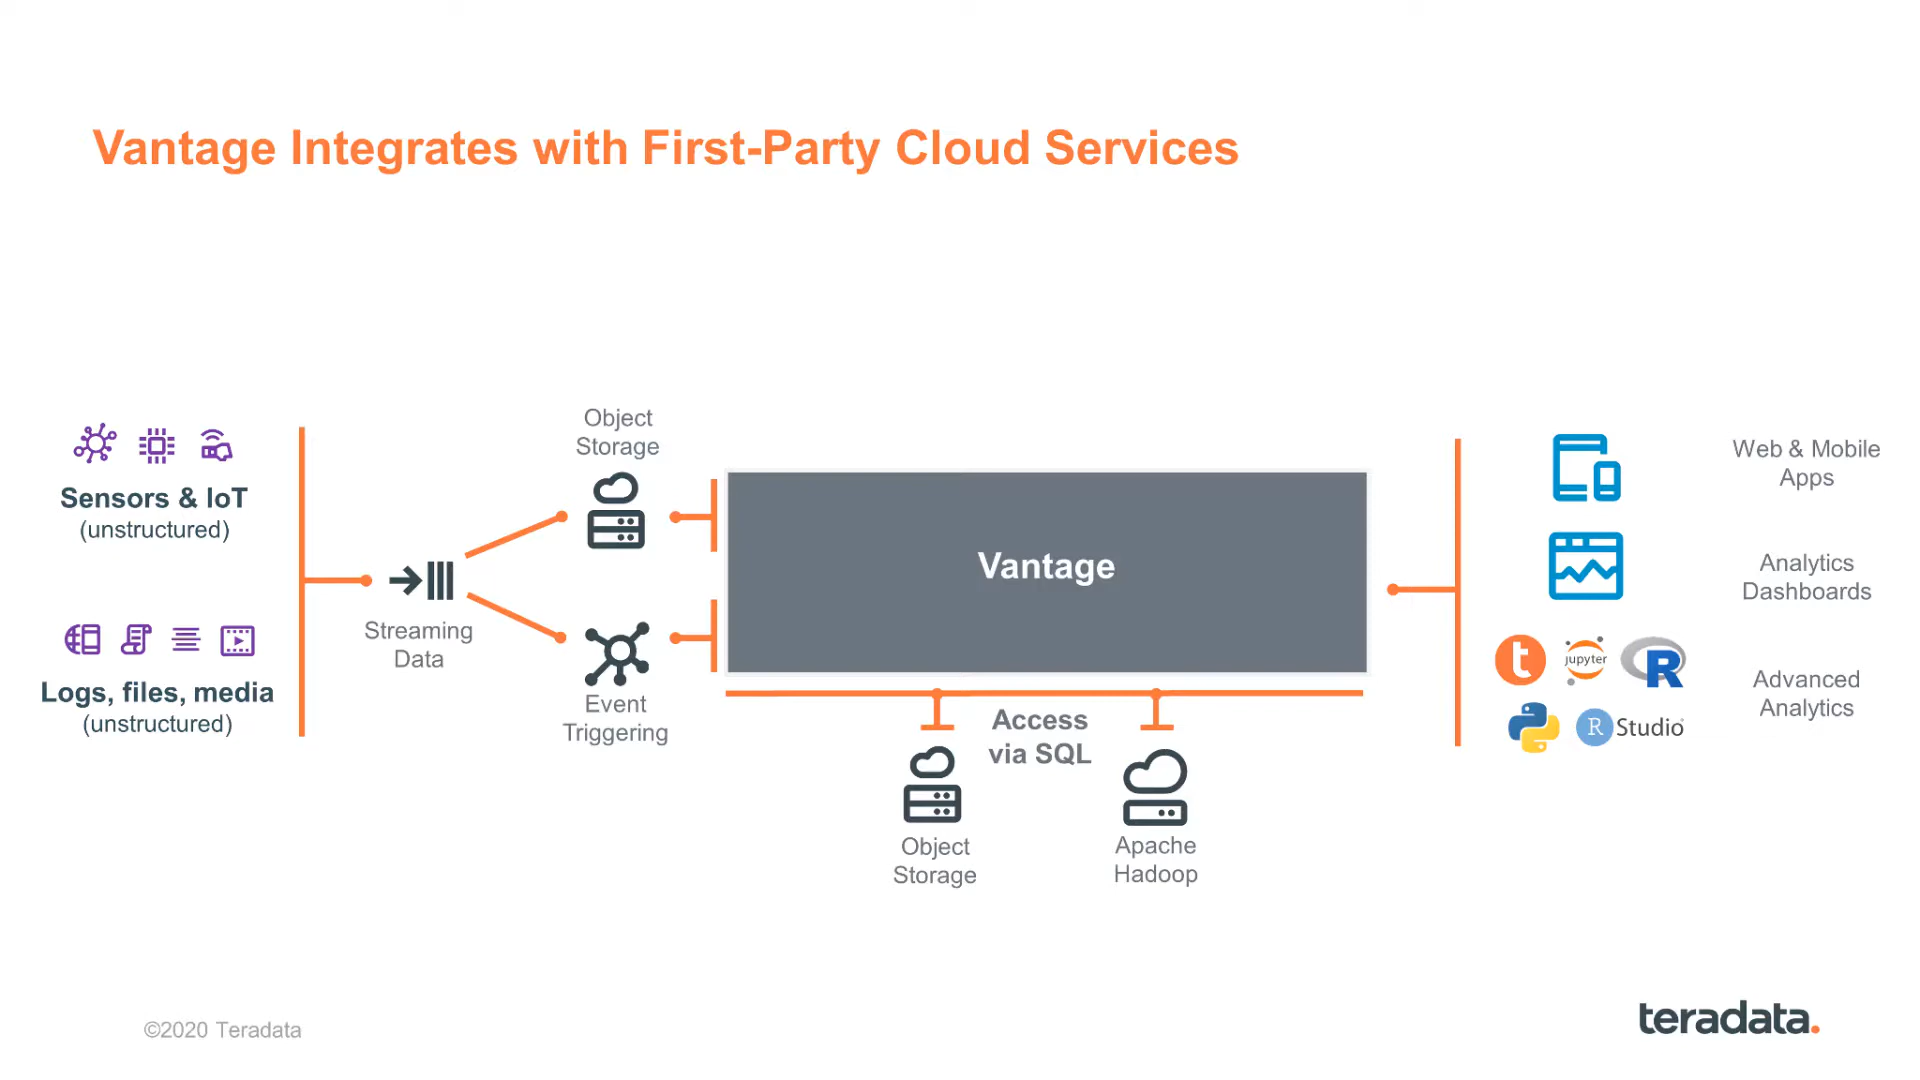 Vantage Integrates with First-Party Cloud Services
Sensors & IoT
(unstructured)
Logs, files, media
(unstructured)
Streaming
Data
Object
Storage
Event
Triggering
Vantage
Access
via SQL
Object
Storage
Apache
Hadoop
Web & Mobile
Apps
Analytics
Dashboards
t
jupyter
R
R Studio
Advanced
Analytics
©2020 Teradata
teradata.